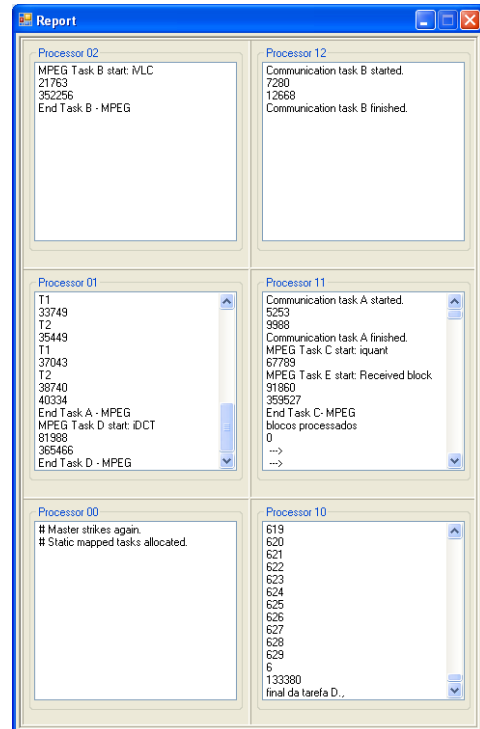 Report
Processor 02
MPEG Task B start: iVLC
21763
352256
End Task B - MPEG
Processor 12
Communication task B started.
7280
12668
Communication task B finished.
Processor 01
T1
33749
T2
35449
T1
37043
T2
38740
40334
End Task A - MPEG
MPEG Task D start: iDCT
81988
365466
End Task D - MPEG
Processor 11
Communication task A started.
5253
9988
Communication task A finished.
MPEG Task C start: iquant
67789
MPEG Task E start: Received block
91860
359527
End Task C- MPEG
blocos processados
0
--->
--->
Processor 00
# Master strikes again.
# Static mapped tasks allocated.
Processor 10
619
620
621
622
623
624
625
626
627
628
629
6
133380
final da tarefa D.,